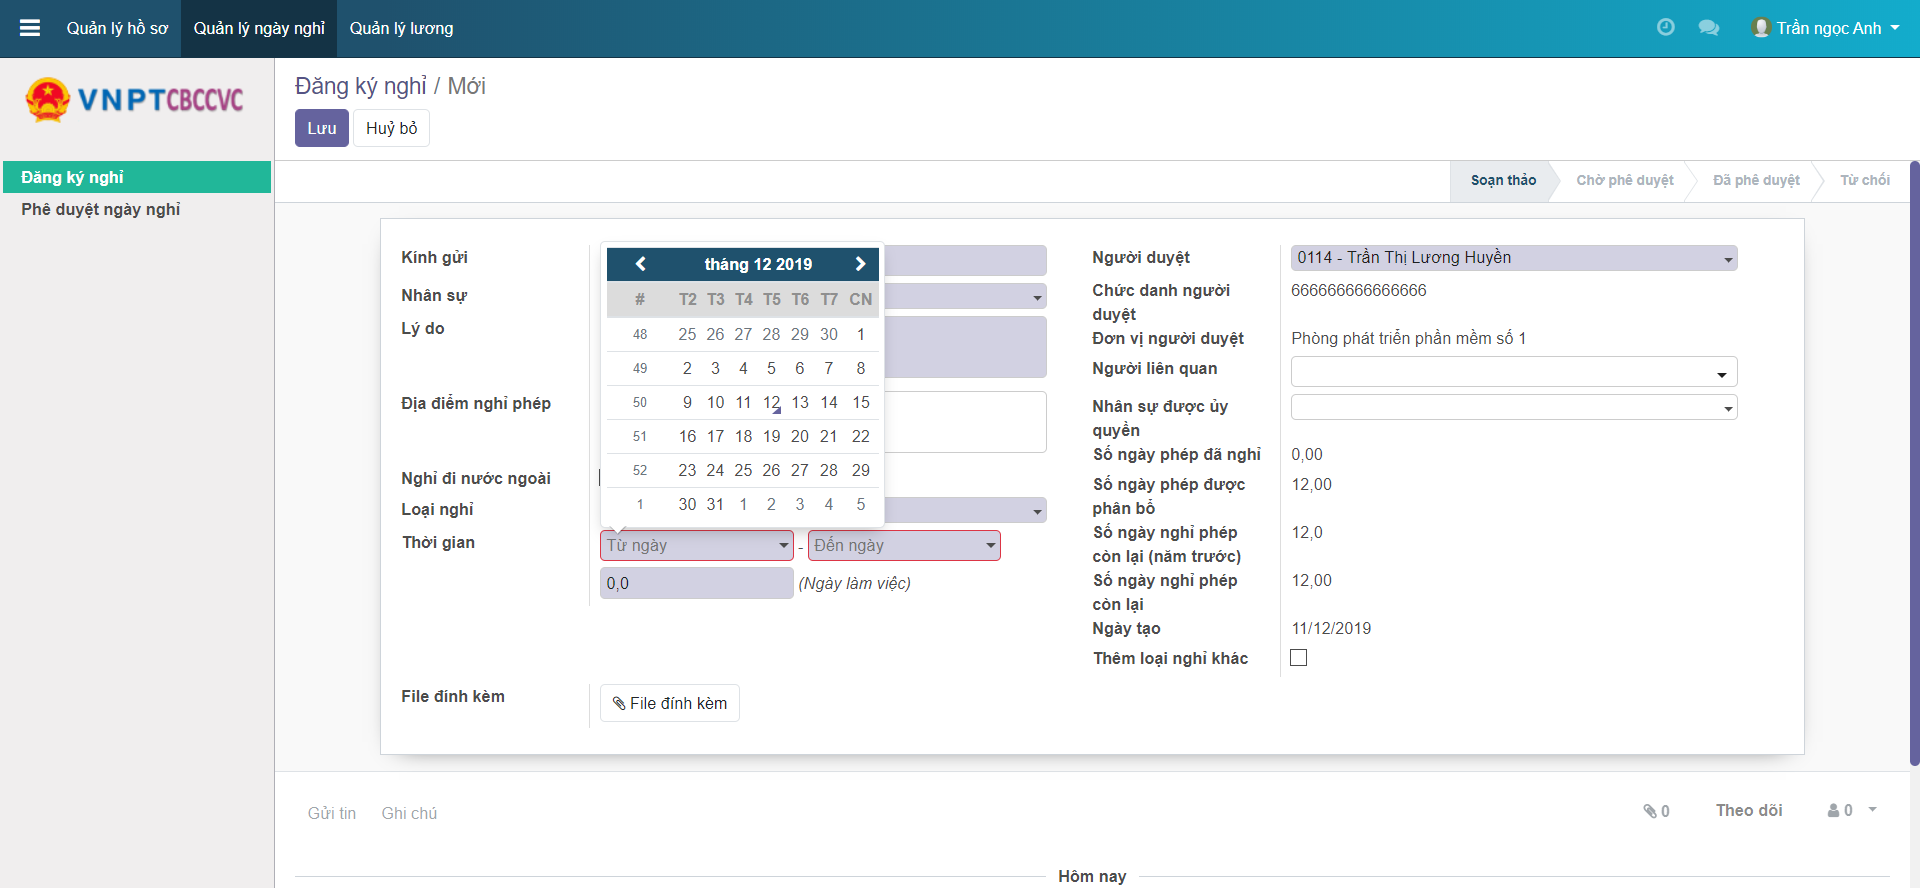 Quản lý hồ sơ Quản lý ngày nghỉ Quản lý lương Trần ngọc Anh
VNPT CBCCVC
Đăng ký nghỉ
Phê duyệt ngày nghỉ
Đăng ký nghỉ / Mới
Lưu Huỷ bỏ
Soạn thảo Chờ phê duyệt Đã phê duyệt Từ chối
Kính gửi
Nhân sự
Lý do
Địa điểm nghỉ phép
Nghỉ đi nước ngoài
Loại nghỉ
Thời gian
tháng 12 2019
# T2 T3 T4 T5 T6 T7 CN
48 25 26 27 28 29 30 1
49 2 3 4 5 6 7 8
50 9 10 11 12 13 14 15
51 16 17 18 19 20 21 22
52 23 24 25 26 27 28 29
1 30 31 1 2 3 4 5
Từ ngày - Đến ngày
0,0 (Ngày làm việc)
File đính kèm File đính kèm
Người duyệt 0114 - Trần Thị Lương Huyền
Chức danh người duyệt 666666666666666
Đơn vị người duyệt Phòng phát triển phần mềm số 1
Người liên quan
Nhân sự được ủy quyền
Số ngày phép đã nghỉ 0,00
Số ngày phép được phân bổ 12,00
Số ngày nghỉ phép còn lại (năm trước) 12,0
Số ngày nghỉ phép còn lại 12,00
Ngày tạo 11/12/2019
Thêm loại nghỉ khác
Gửi tin Ghi chú 0 Theo dõi 0
Hôm nay